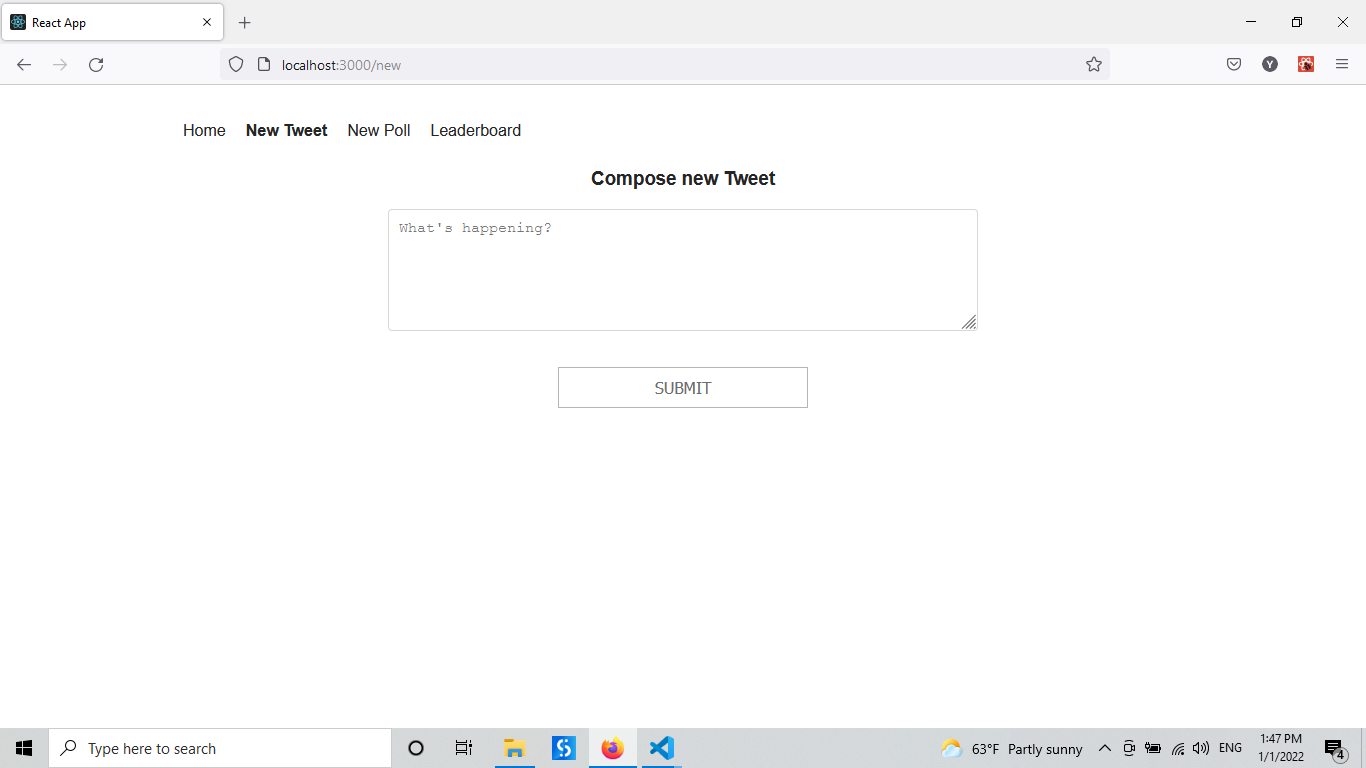 React App
localhost:3000/new
Y
Home New Tweet New Poll Leaderboard
Compose new Tweet
What's happening?
SUBMIT
Type here to search
63°F Partly sunny
ENG
1:47 PM
1/1/2022
4